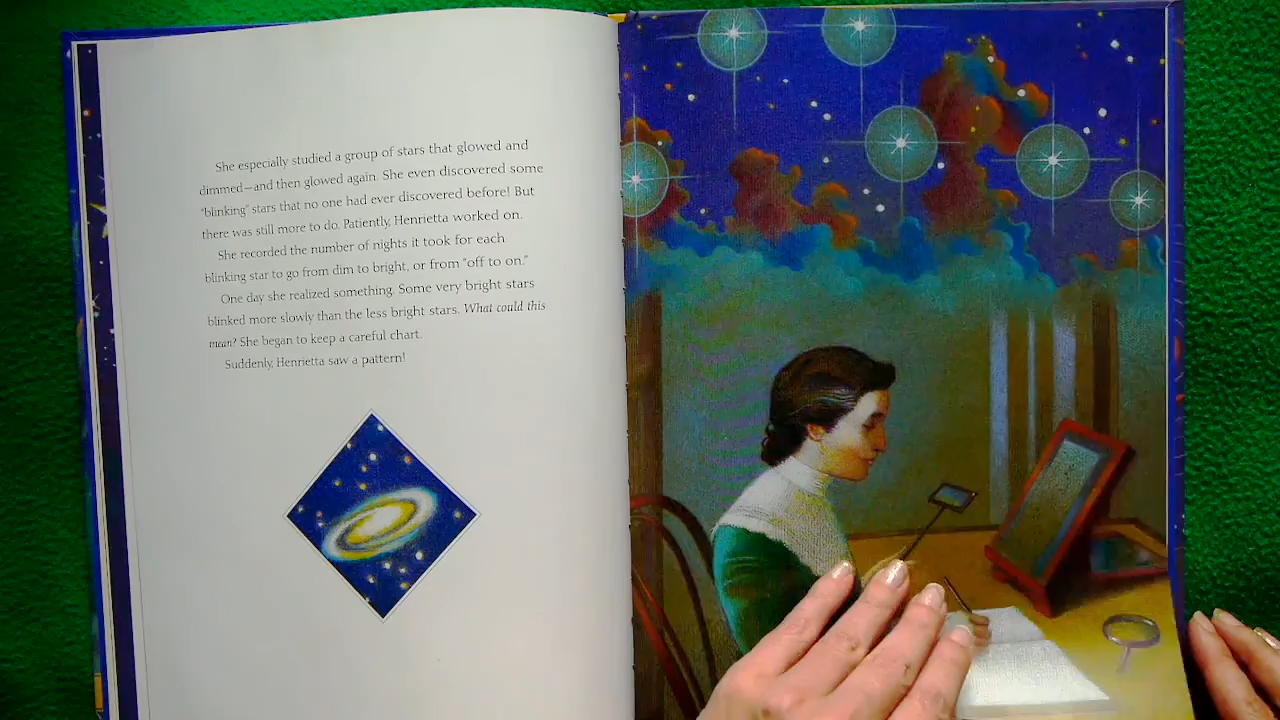 She especially studied a group of stars that glowed and
dimmed—and then glowed again. She even discovered some
"blinking" stars that no one had ever discovered before! But
there was still more to do. Patiently, Henrietta worked on.
She recorded the number of nights it took for each
blinking star to go from dim to bright, or from "off to on."
One day she realized something. Some very bright stars
blinked more slowly than the less bright stars. What could this
mean? She began to keep a careful chart.
Suddenly, Henrietta saw a pattern!